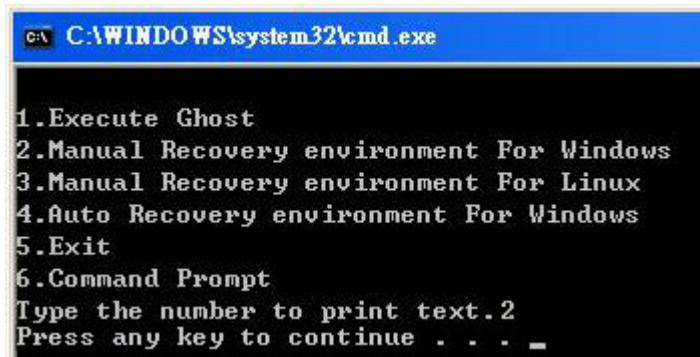 C:\WINDOWS\system32\cmd.exe
1.Execute Ghost
2.Manual Recovery environment For Windows
3.Manual Recovery environment For Linux
4.Auto Recovery environment For Windows
5.Exit
6.Command Prompt
Type the number to print text.2
Press any key to continue . . . _